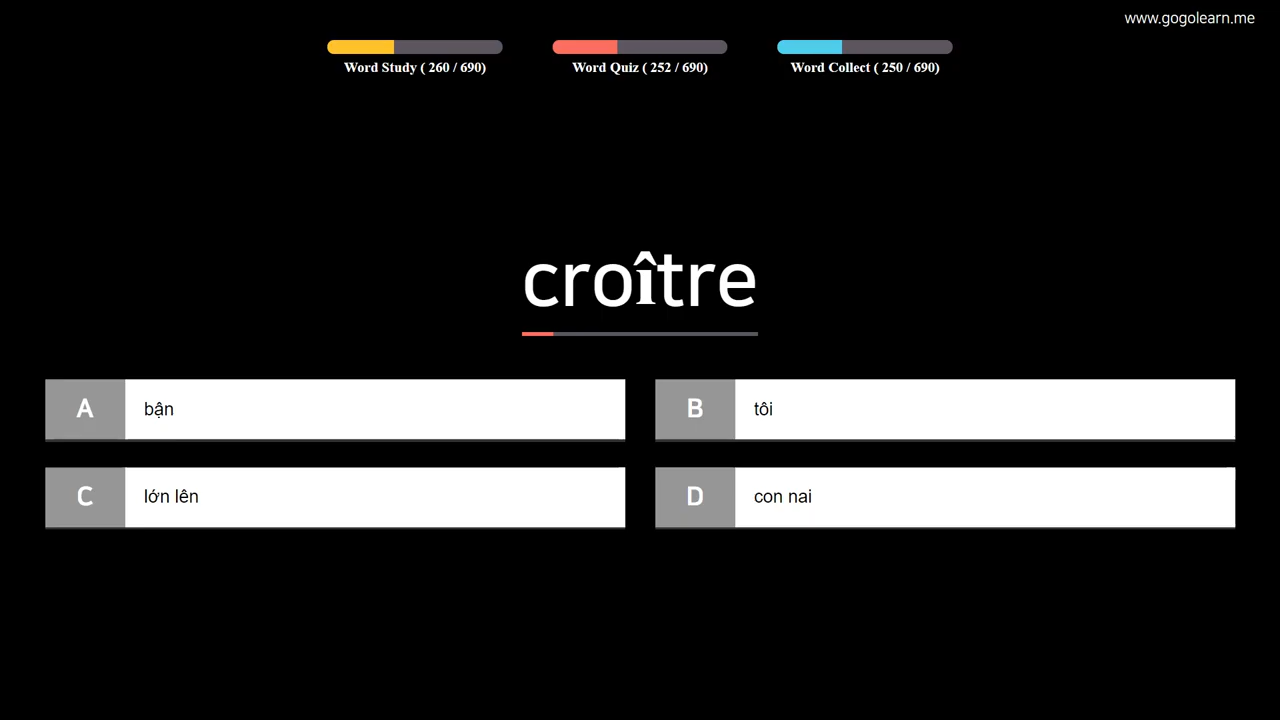 www.gogolearn.me
Word Study ( 260 / 690)
Word Quiz ( 252 / 690)
Word Collect ( 250 / 690)
croître
A bận
B tôi
C lớn lên
D con nai